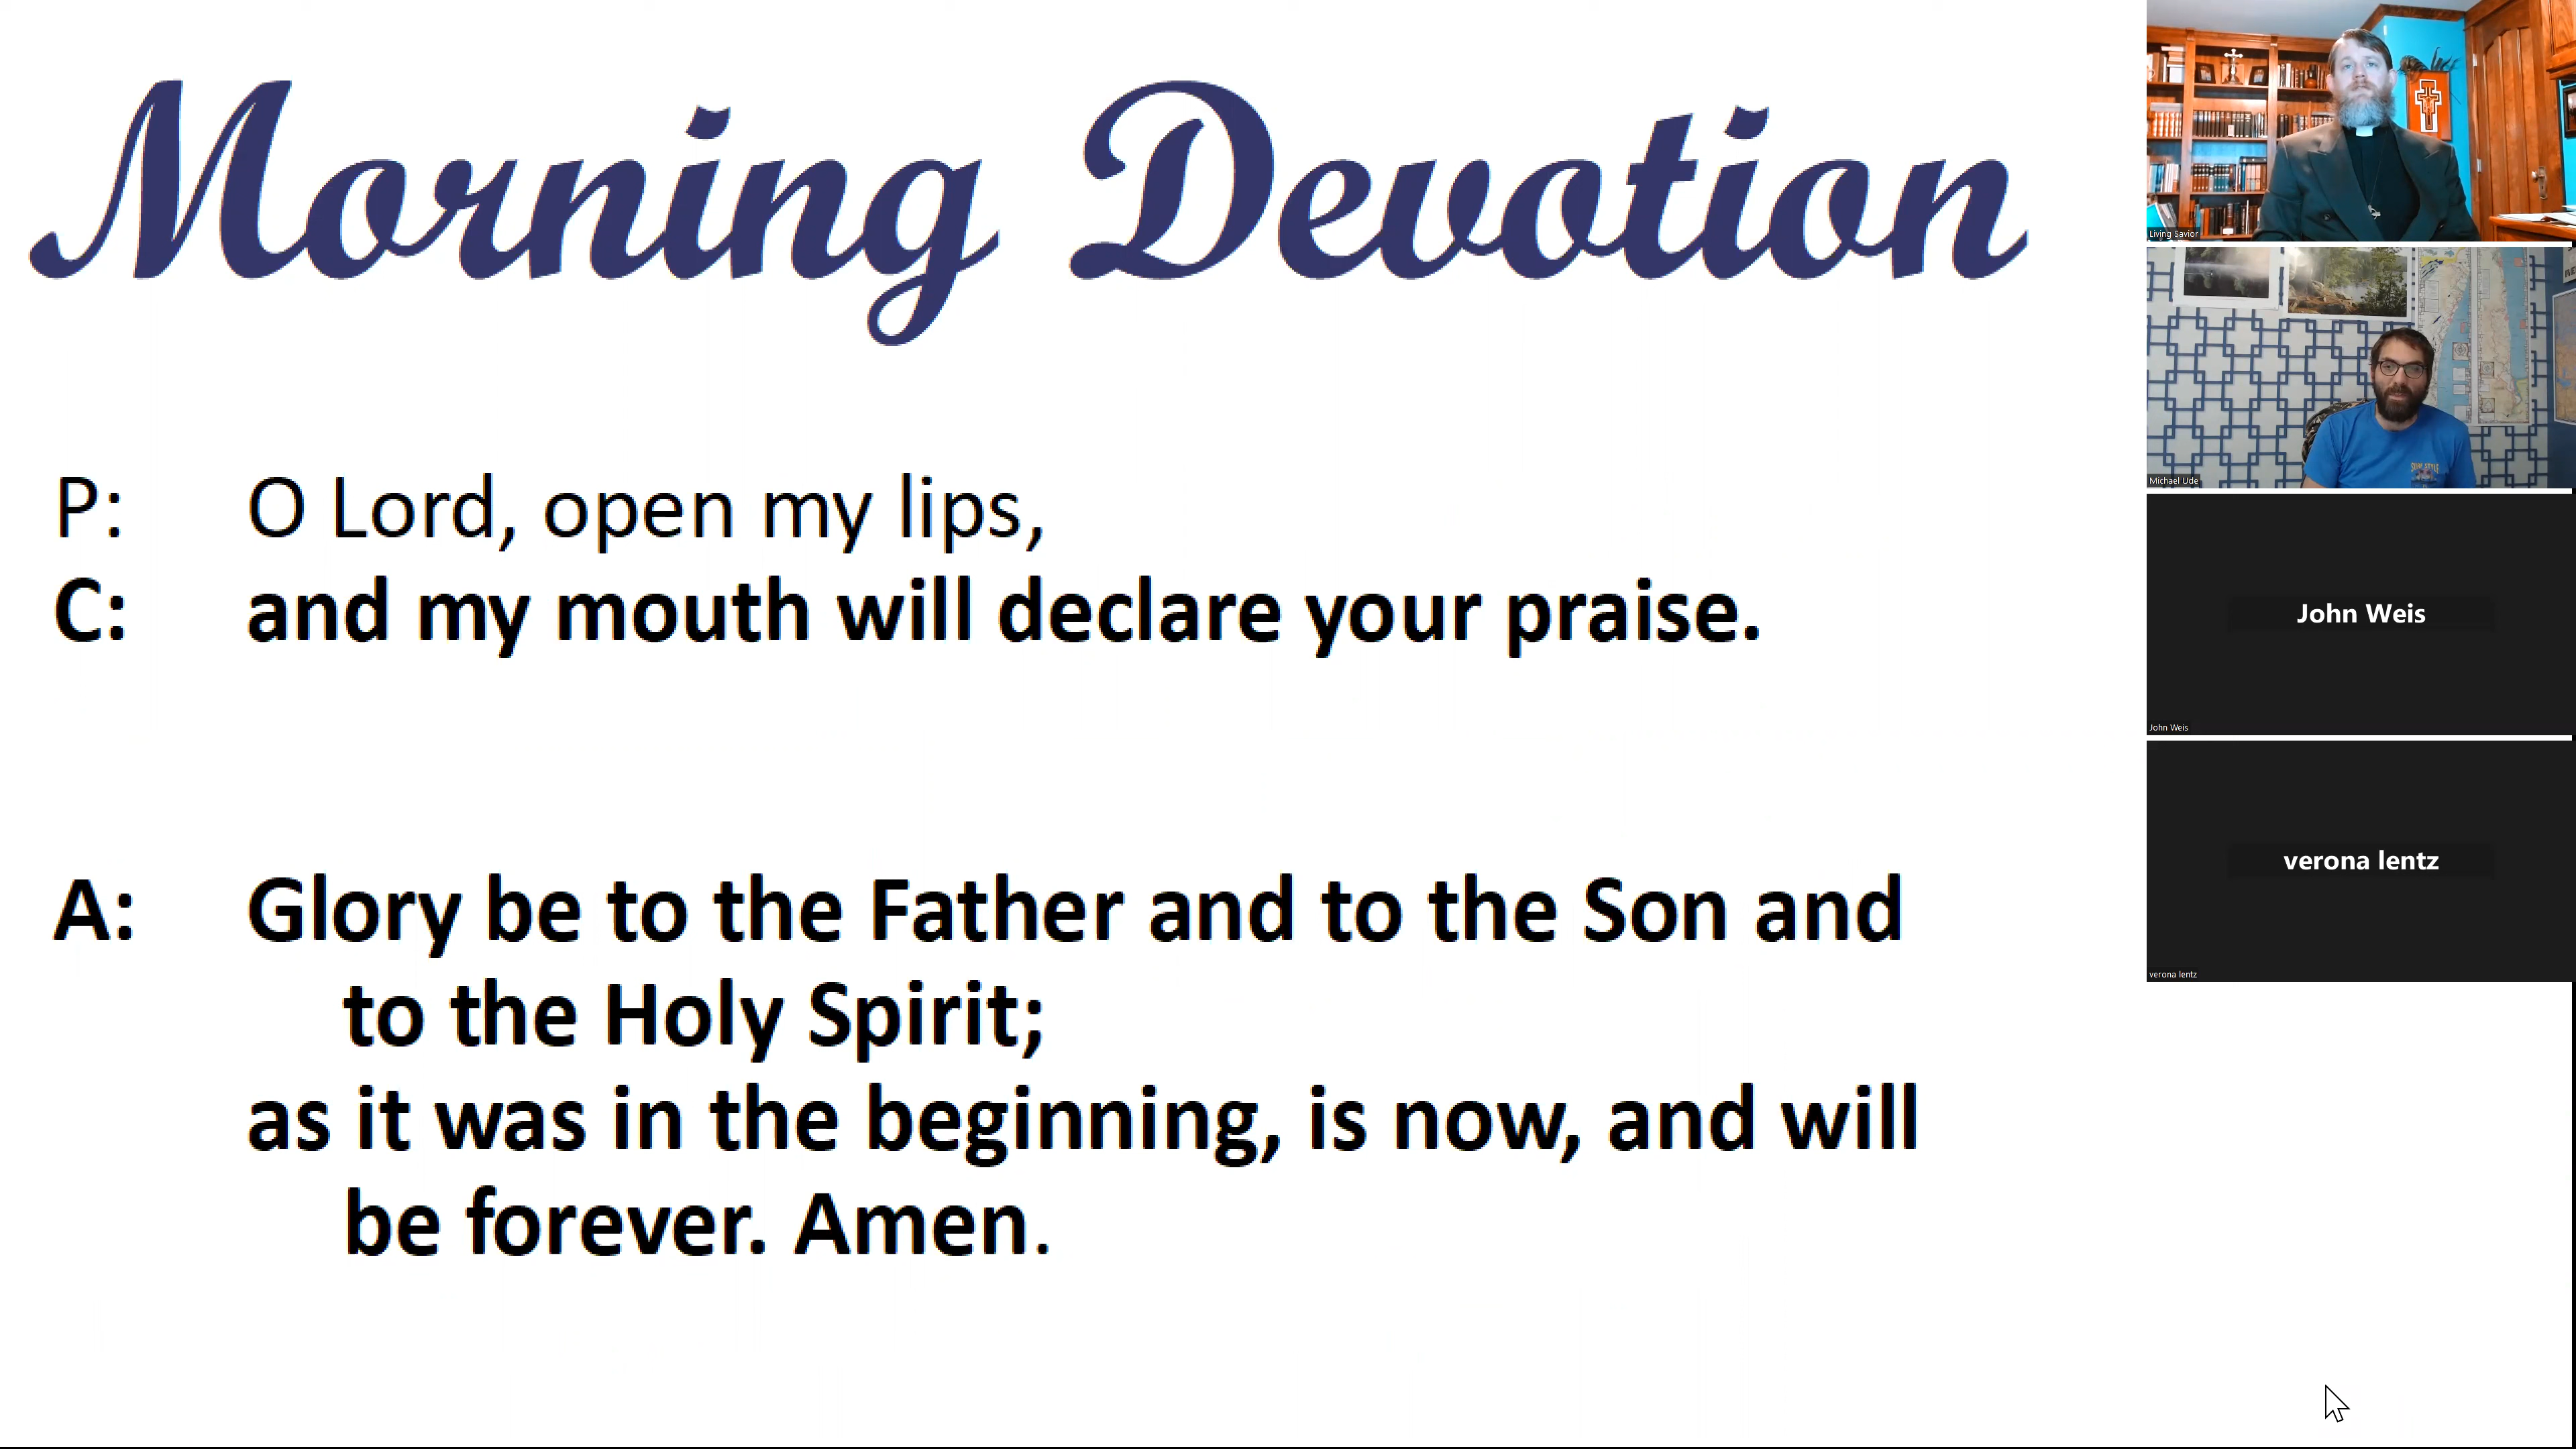 Morning Devotion
P: O Lord, open my lips,
C: and my mouth will declare your praise.
A: Glory be to the Father and to the Son and
to the Holy Spirit;
as it was in the beginning, is now, and will
be forever. Amen.
Living Savior
Michael Ude
John Weis
John Weis
verona lentz
verona lentz